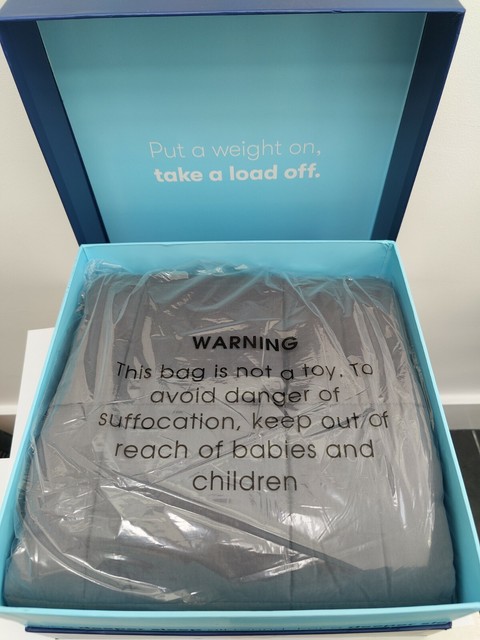 Put a weight on,
take a load off.
WARNING
This bag is not a toy. To
avoid danger of
suffocation, keep out of
reach of babies and
children